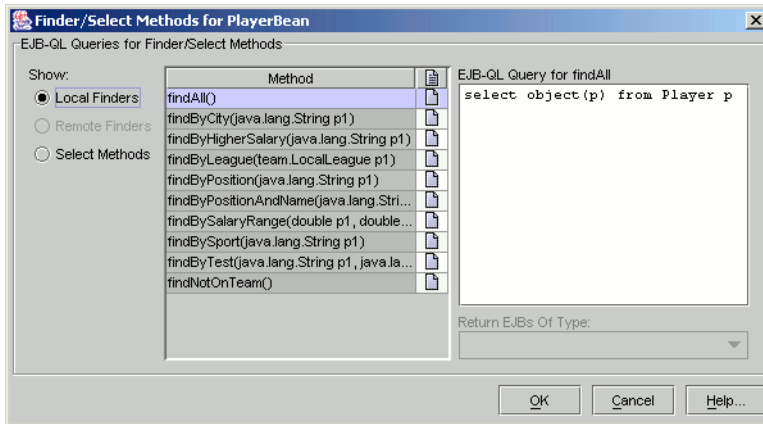 Finder/Select Methods for PlayerBean
EJB-QL Queries for Finder/Select Methods
Show:
Local Finders
Remote Finders
Select Methods
Method
findAll()
findByCity(java.lang.String p1)
findByHigherSalary(java.lang.String p1)
findByLeague(team.LocalLeague p1)
findByPosition(java.lang.String p1)
findByPositionAndName(java.lang.Stri...
findBySalaryRange(double p1, double...
findBySport(java.lang.String p1)
findByTest(java.lang.String p1, java.la...
findNotOnTeam()
EJB-QL Query for findAll
select object(p) from Player p
Return EJBs Of Type:
OK
Cancel
Help...